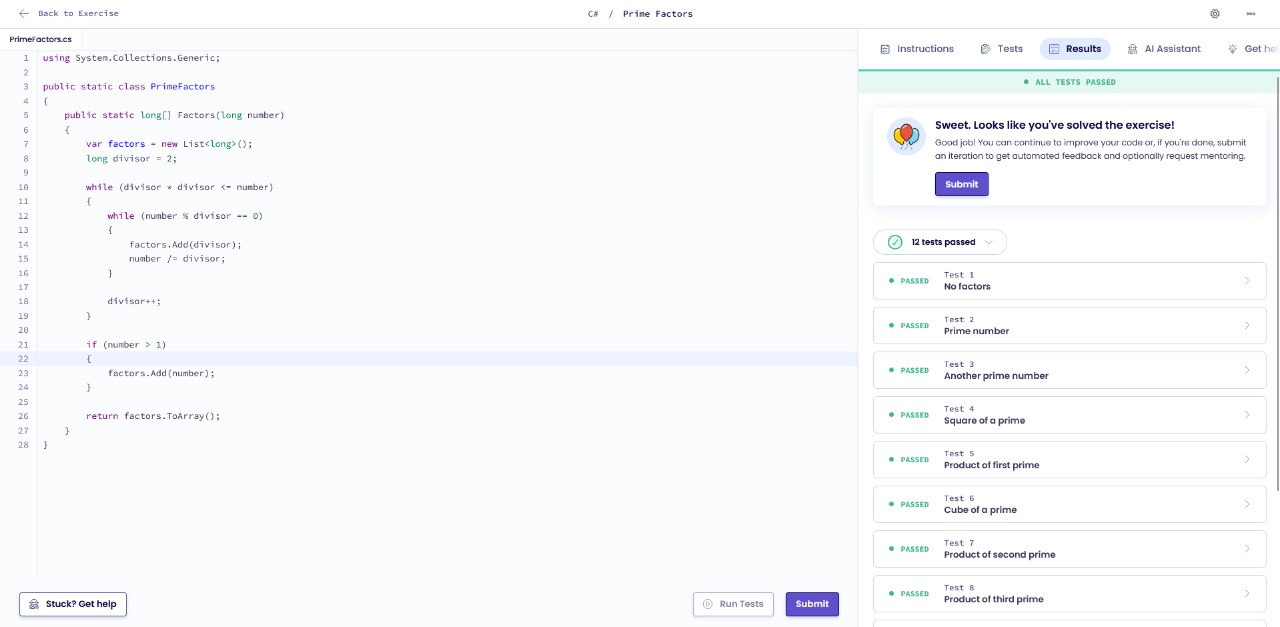 Back to Exercise
C# / Prime Factors
PrimeFactors.cs
1 using System.Collections.Generic;
2
3 public static class PrimeFactors
4 {
5     public static long[] Factors(long number)
6     {
7         var factors = new List<long>();
8         long divisor = 2;
9
10         while (divisor * divisor <= number)
11         {
12             while (number % divisor == 0)
13             {
14                 factors.Add(divisor);
15                 number /= divisor;
16             }
17
18             divisor++;
19         }
20
21         if (number > 1)
22         {
23             factors.Add(number);
24         }
25
26         return factors.ToArray();
27     }
28 }
Stuck? Get help
Run Tests
Submit
Instructions
Tests
Results
AI Assistant
Get he
ALL TESTS PASSED
Sweet. Looks like you've solved the exercise!
Good job! You can continue to improve your code or, if you're done, submit
an iteration to get automated feedback and optionally request mentoring.
Submit
12 tests passed
PASSED
Test 1
No factors
PASSED
Test 2
Prime number
PASSED
Test 3
Another prime number
PASSED
Test 4
Square of a prime
PASSED
Test 5
Product of first prime
PASSED
Test 6
Cube of a prime
PASSED
Test 7
Product of second prime
PASSED
Test 8
Product of third prime